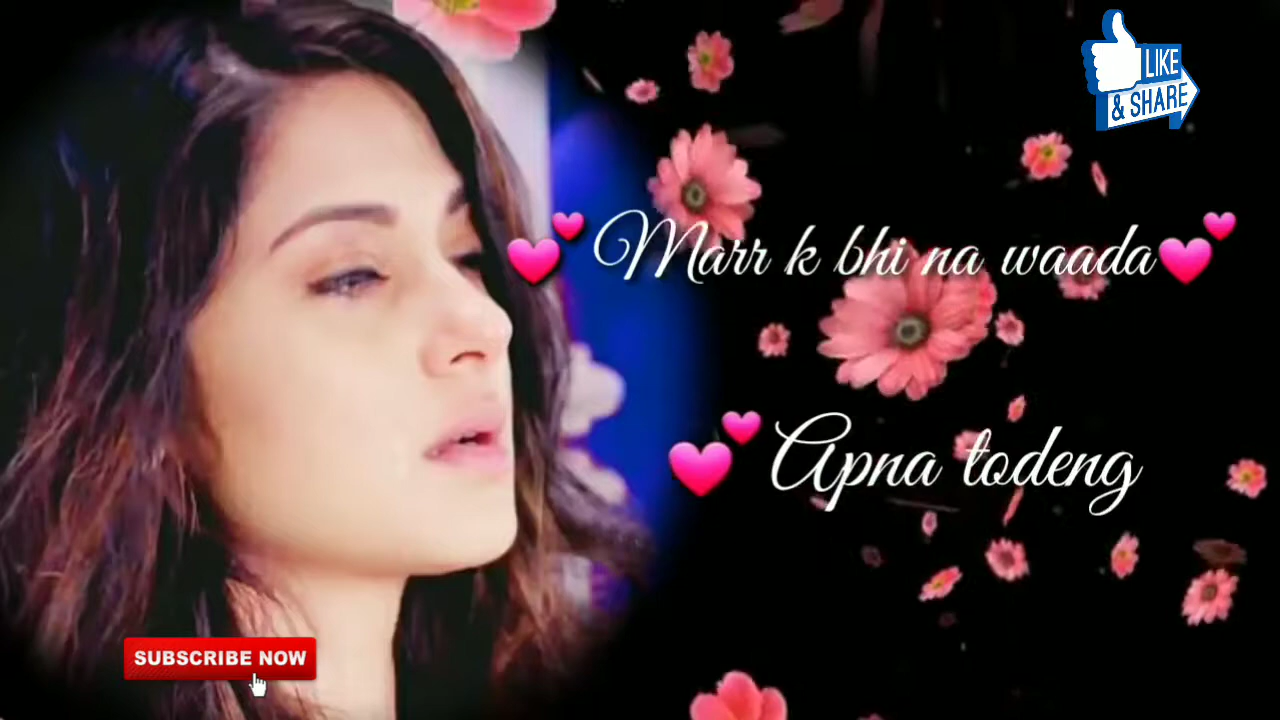 LIKE
& SHARE
Marr k bhi na waada
Apna todeng
SUBSCRIBE NOW